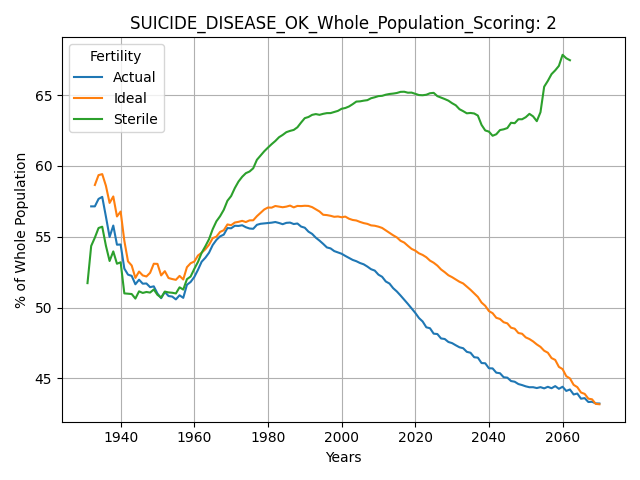 SUICIDE_DISEASE_OK_Whole_Population_Scoring: 2
Fertility
Actual
Ideal
Sterile
% of Whole Population
65
60
55
50
45
1940 1960 1980 2000 2020 2040 2060
Years